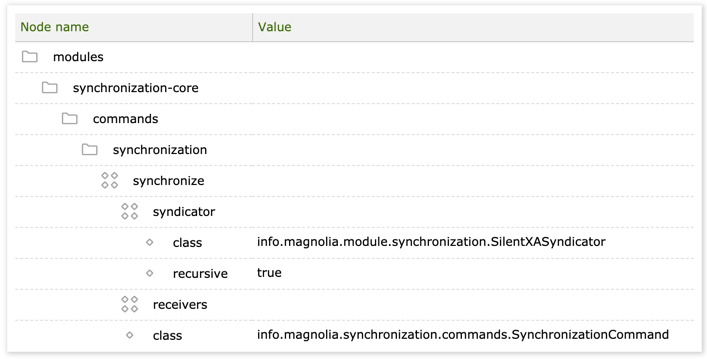 Node name Value
modules
synchronization-core
commands
synchronization
synchronize
syndicator
class info.magnolia.module.synchronization.SilentXASyndicator
recursive true
receivers
class info.magnolia.synchronization.commands.SynchronizationCommand